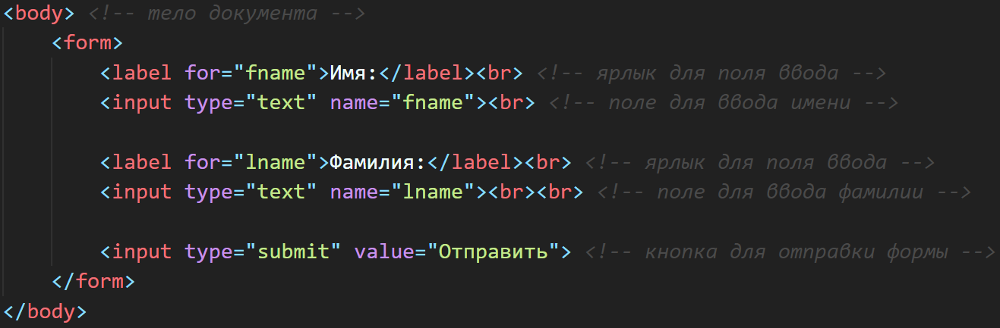 <body> <!-- тело документа -->
<form>
<label for="fname">Имя:</label><br> <!-- ярлык для поля ввода -->
<input type="text" name="fname"><br> <!-- поле для ввода имени -->
<label for="lname">Фамилия:</label><br> <!-- ярлык для поля ввода -->
<input type="text" name="lname"><br><br> <!-- поле для ввода фамилии -->
<input type="submit" value="Отправить"> <!-- кнопка для отправки формы -->
</form>
</body>